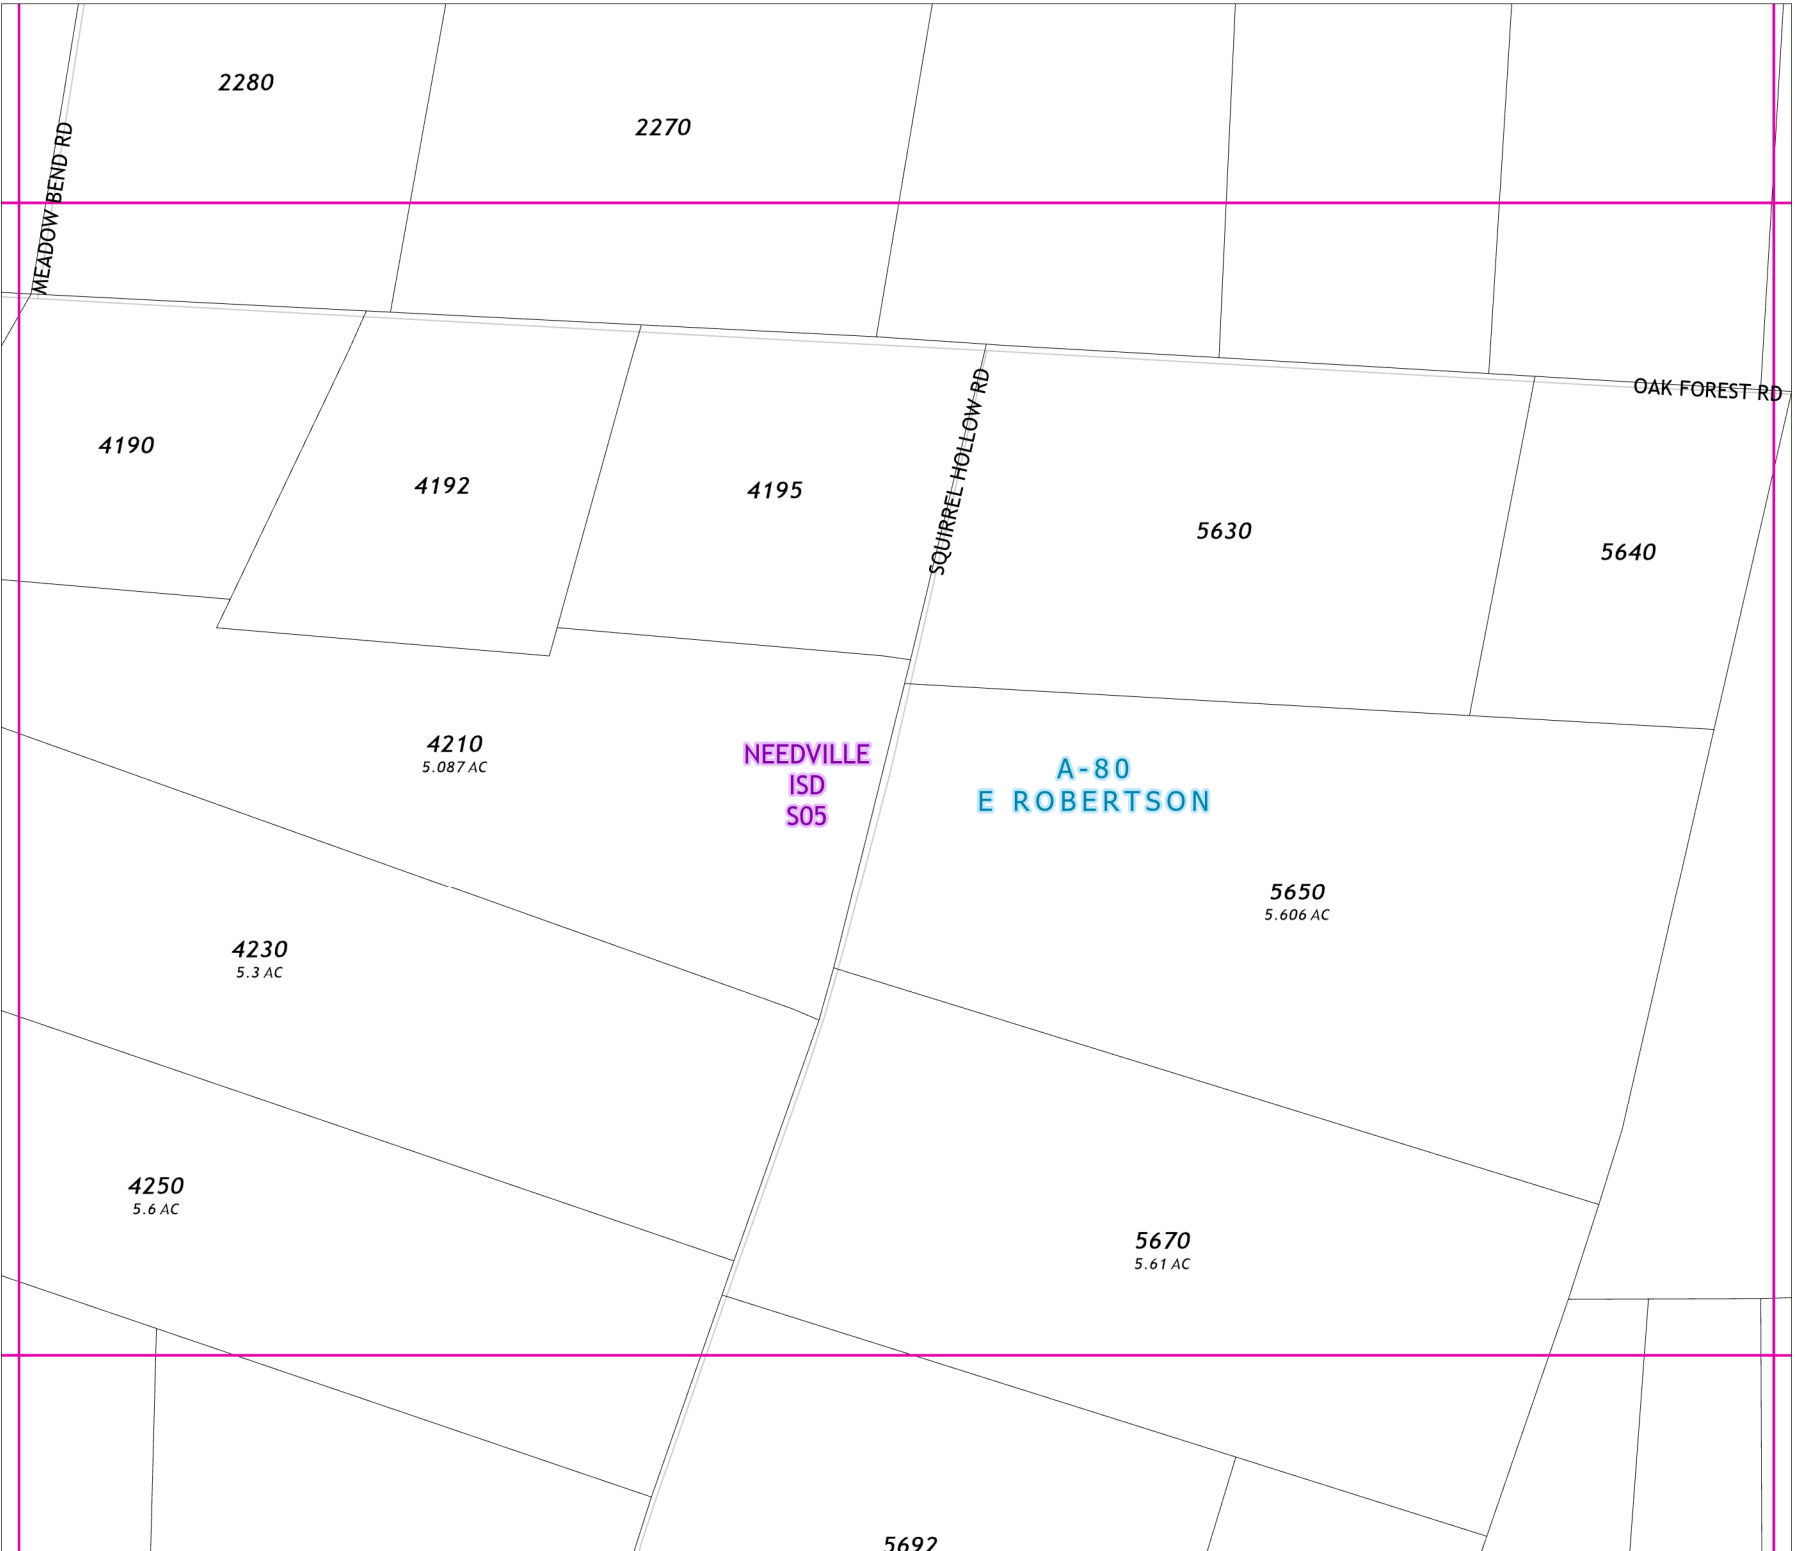 2280
2270
MEADOW BEND RD
OAK FOREST RD
SQUIRREL HOLLOW RD
4190
4192
4195
5630
5640
4210
5.087 AC
NEEDVILLE
ISD
S05
A-80
E ROBERTSON
5650
5.606 AC
4230
5.3 AC
4250
5.6 AC
5670
5.61 AC
5692